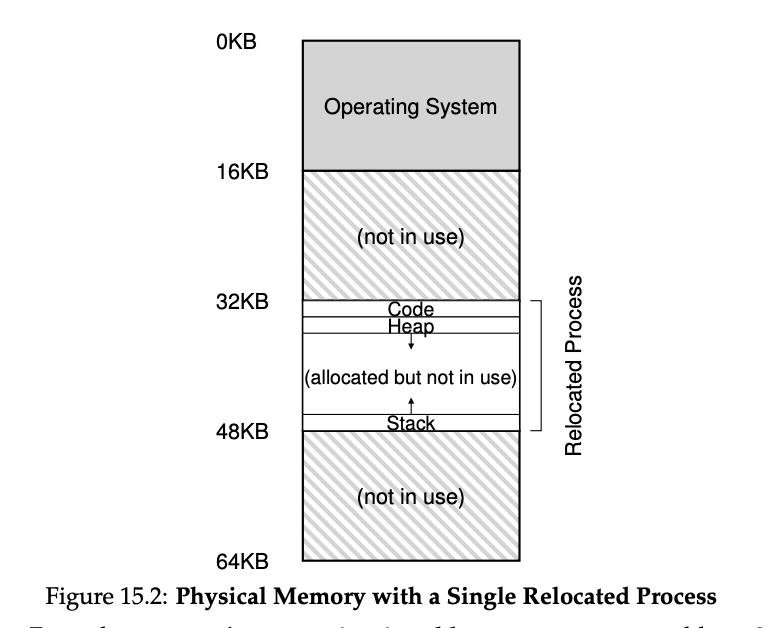 0KB
Operating System
16KB
(not in use)
32KB
Code
Heap
(allocated but not in use)
Stack
48KB
(not in use)
64KB
Relocated Process
Figure 15.2: Physical Memory with a Single Relocated Process